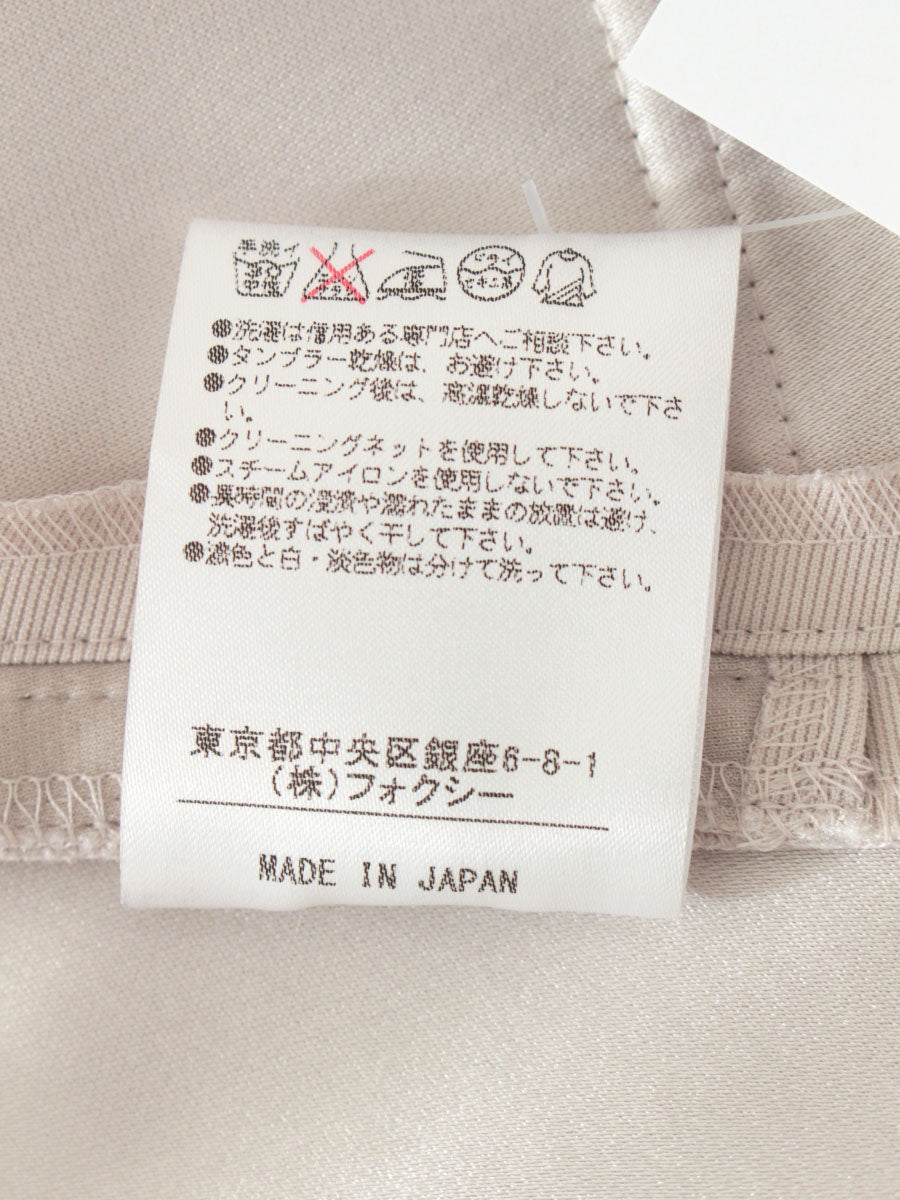 手洗イ
●洗濯は信用ある専門店へご相談下さい。
●タンブラー乾燥は、お避け下さい。
●クリーニング後は、高温乾燥しないで下さ
い。
●クリーニングネットを使用して下さい。
●スチームアイロンを使用しないで下さい。
●長時間の浸漬や濡れたままの放置は避け、
洗濯後すばやく干して下さい。
●濃色と白・淡色物は分けて洗って下さい。
東京都中央区銀座6-8-1
(株)フォクシー
MADE IN JAPAN